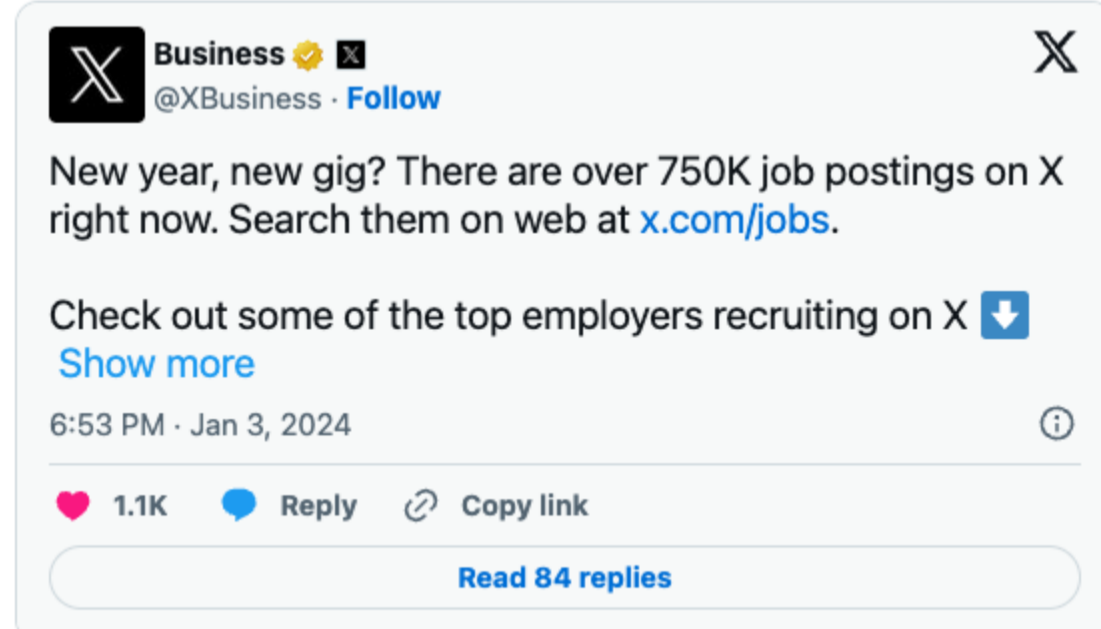 Business
@XBusiness · Follow
New year, new gig? There are over 750K job postings on X
right now. Search them on web at x.com/jobs.
Check out some of the top employers recruiting on X ⬇️
Show more
6:53 PM · Jan 3, 2024
1.1K Reply Copy link
Read 84 replies